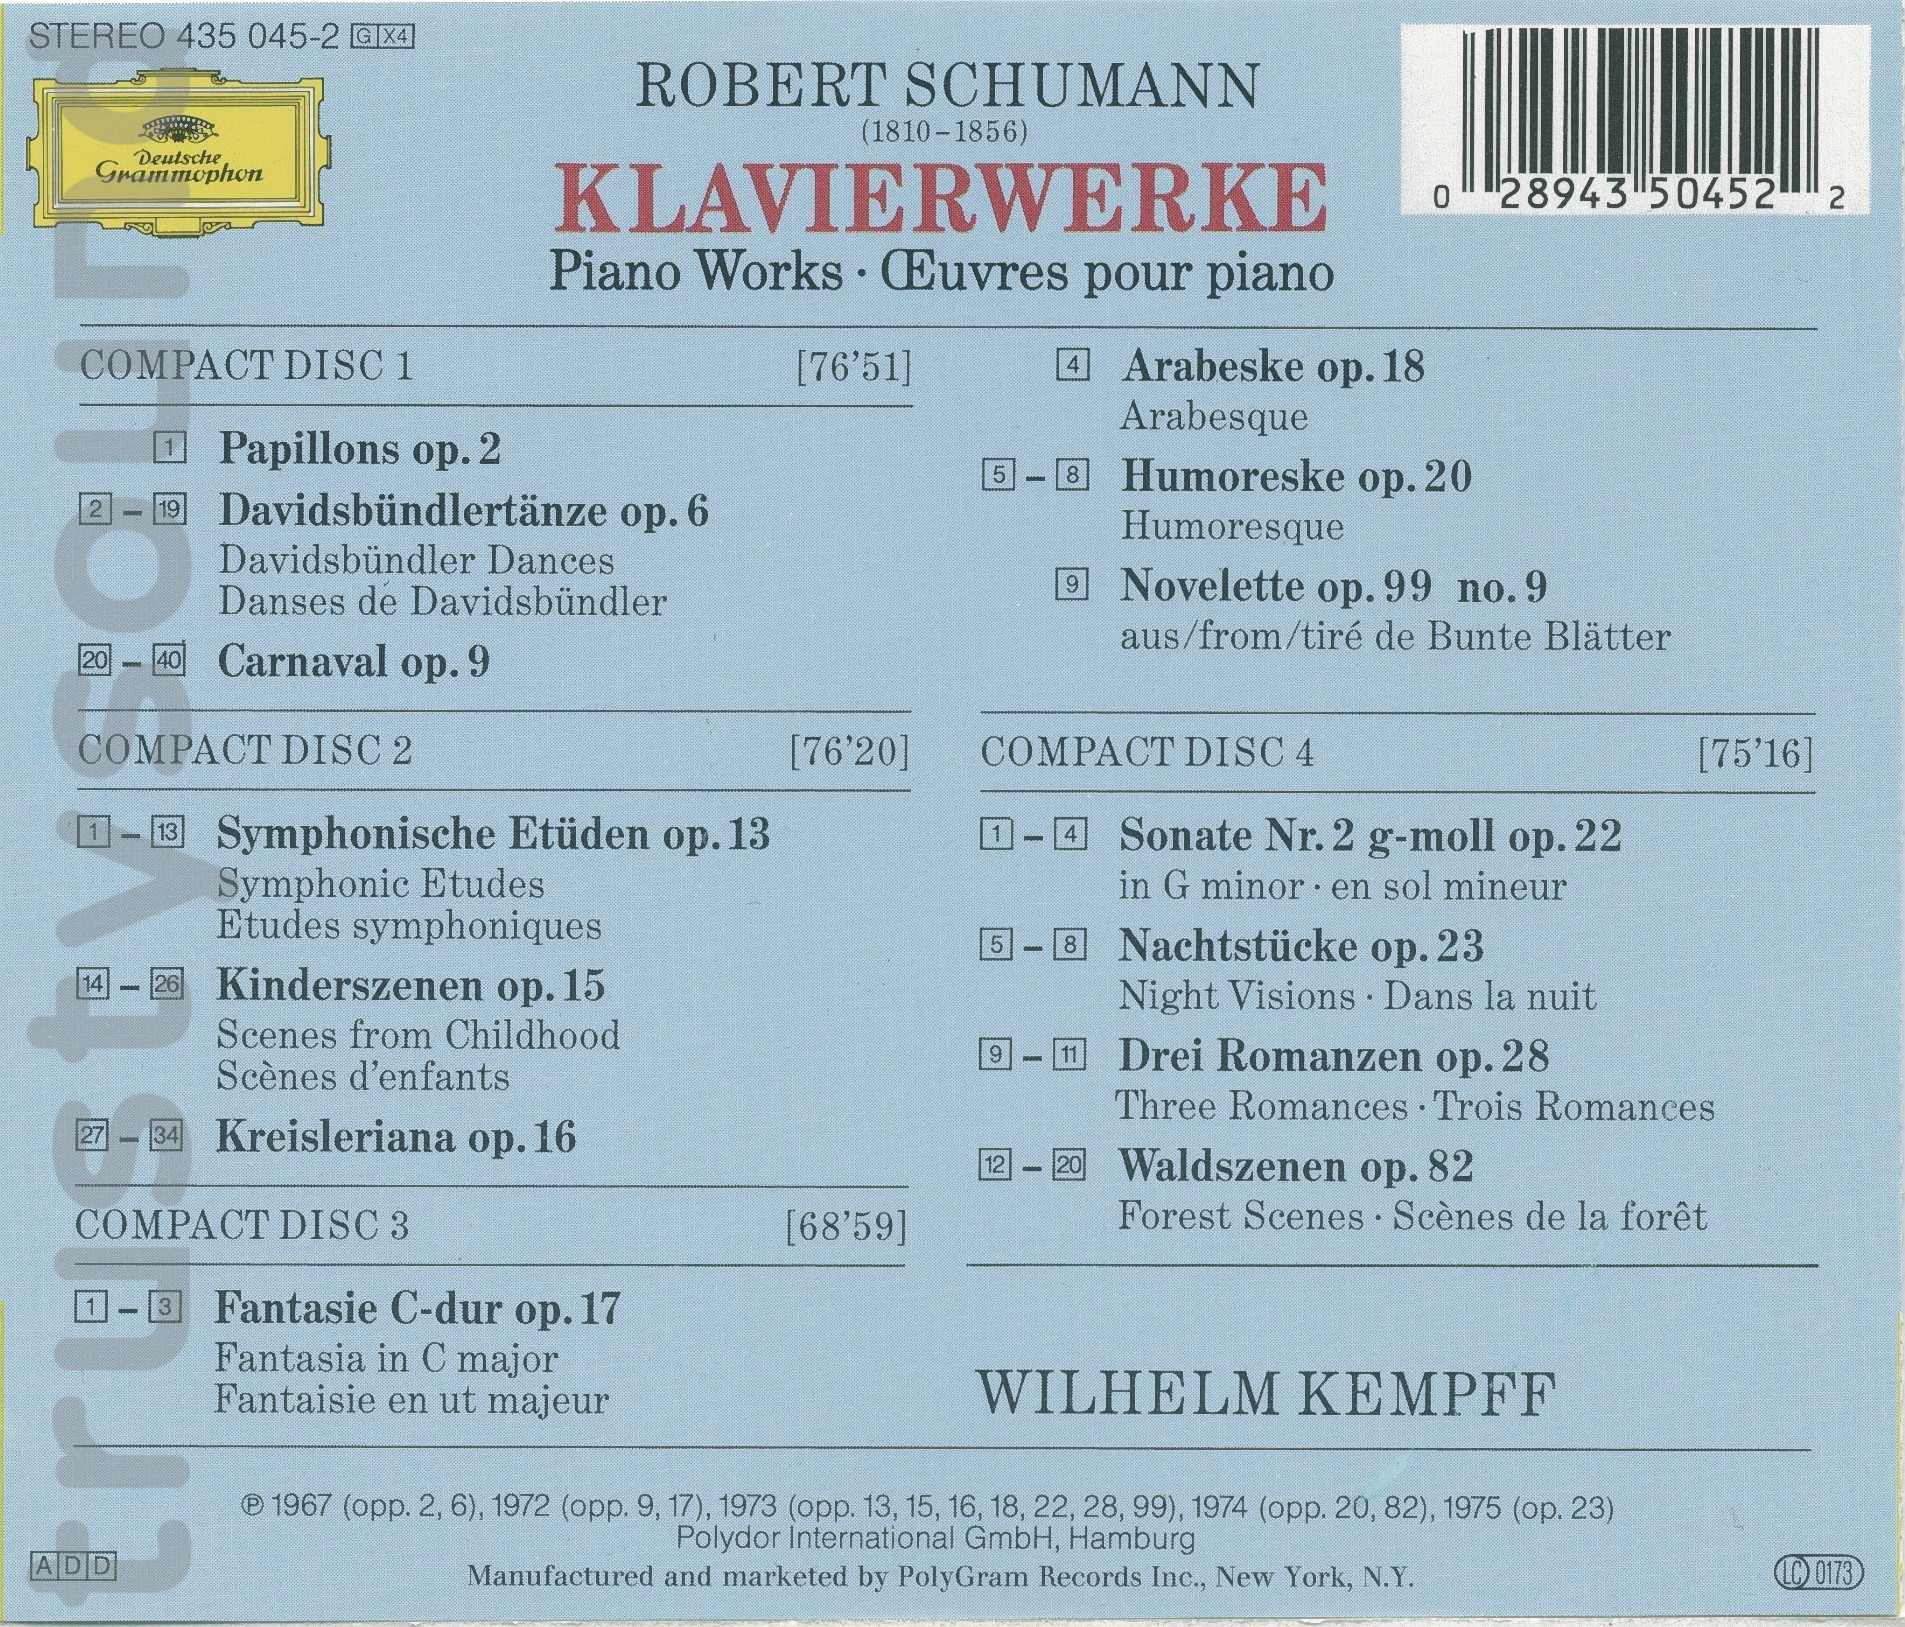 STEREO 435 045-2 G X4
Deutsche
Grammophon
ROBERT SCHUMANN
(1810–1856)
KLAVIERWERKE
Piano Works · Œuvres pour piano
0 28943 50452 2
COMPACT DISC 1 [76’51]
1 Papillons op. 2
2 – 19 Davidsbündlertänze op. 6
Davidsbündler Dances
Danses de Davidsbündler
20 – 40 Carnaval op. 9
COMPACT DISC 2 [76’20]
1 – 13 Symphonische Etüden op. 13
Symphonic Etudes
Etudes symphoniques
14 – 26 Kinderszenen op. 15
Scenes from Childhood
Scènes d’enfants
27 – 34 Kreisleriana op. 16
COMPACT DISC 3 [68’59]
1 – 3 Fantasie C-dur op. 17
Fantasia in C major
Fantaisie en ut majeur
4 Arabeske op. 18
Arabesque
5 – 8 Humoreske op. 20
Humoresque
9 Novelette op. 99 no. 9
aus/from/tiré de Bunte Blätter
COMPACT DISC 4 [75’16]
1 – 4 Sonate Nr. 2 g-moll op. 22
in G minor · en sol mineur
5 – 8 Nachtstücke op. 23
Night Visions · Dans la nuit
9 – 11 Drei Romanzen op. 28
Three Romances · Trois Romances
12 – 20 Waldszenen op. 82
Forest Scenes · Scènes de la forêt
WILHELM KEMPFF
℗ 1967 (opp. 2, 6), 1972 (opp. 9, 17), 1973 (opp. 13, 15, 16, 18, 22, 28, 99), 1974 (opp. 20, 82), 1975 (op. 23)
Polydor International GmbH, Hamburg
Manufactured and marketed by PolyGram Records Inc., New York, N.Y.
A D D
LC 0173
trustysound